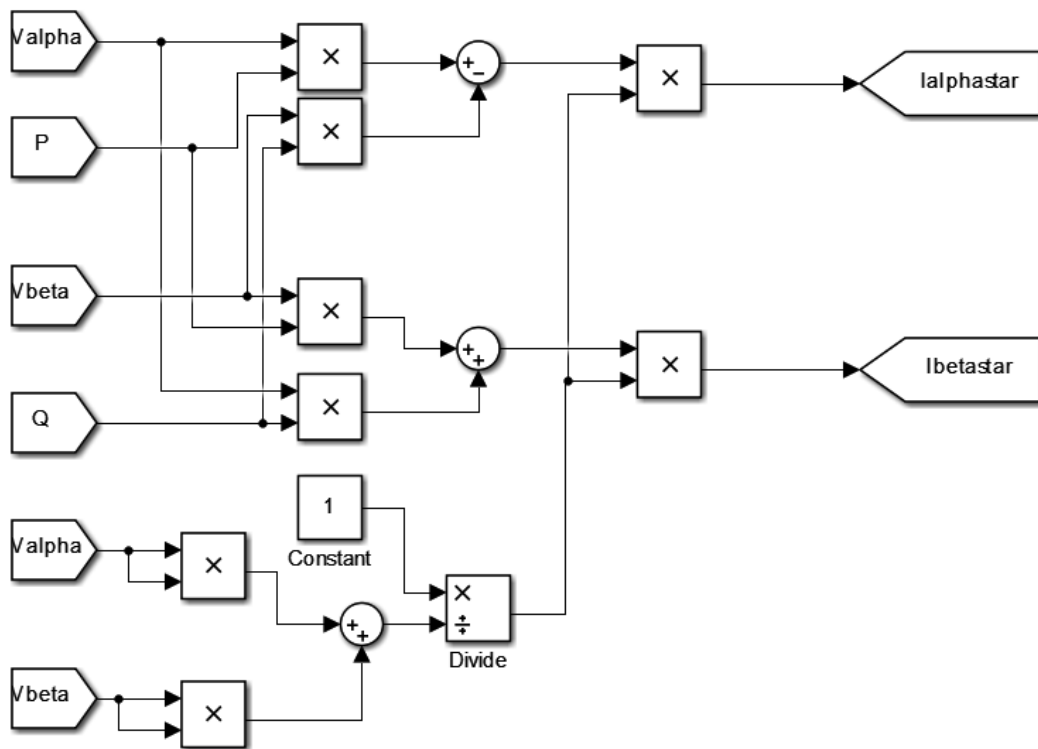 Valpha
×
+
−
×
Ialphastar
P
×
Vbeta
×
+
+
×
Ibetastar
Q
×
1
Constant
Valpha
×
+
+
×
÷
Divide
Vbeta
×